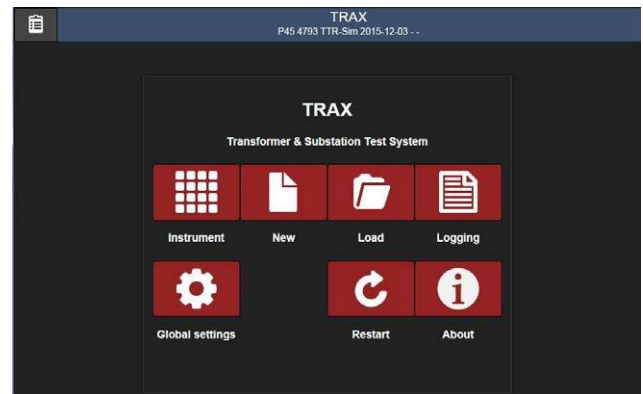 TRAX
P45 4793 TTR-Sim 2015-12-03 - -
TRAX
Transformer & Substation Test System
Instrument New Load Logging
Global settings Restart About